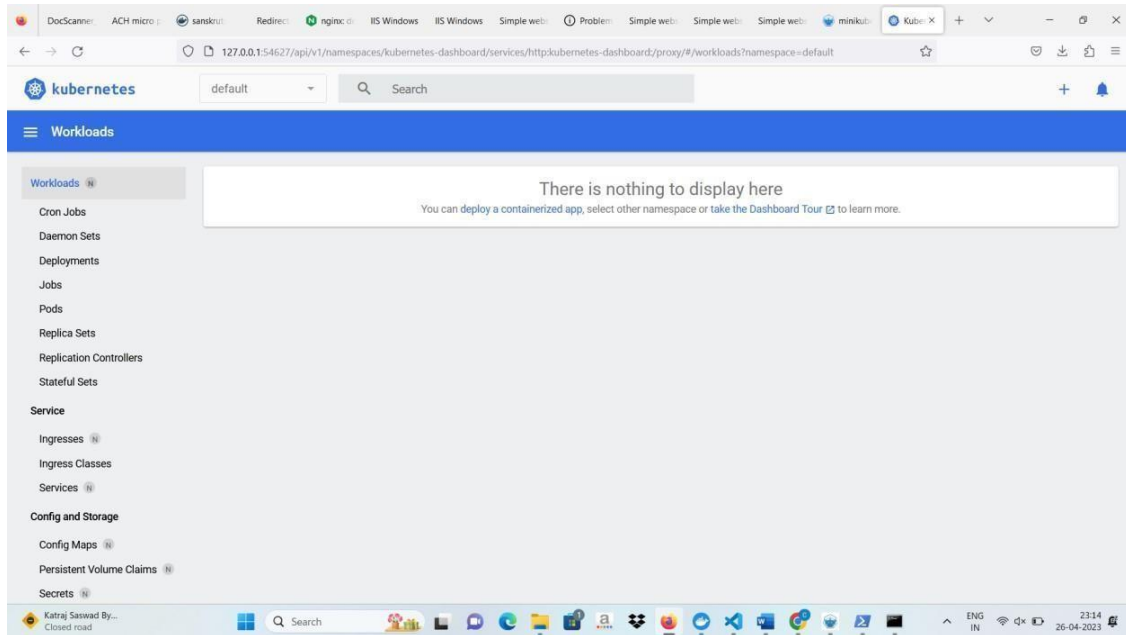 DocScanner ACH micro p sanskrut Redirec nginx: d IIS Windows IIS Windows Simple web Problem Simple web Simple web Simple web minikub Kube
127.0.0.1:54627/api/v1/namespaces/kubernetes-dashboard/services/http:kubernetes-dashboard:/proxy/#/workloads?namespace=default
kubernetes default Search
Workloads
Workloads N
There is nothing to display here
You can deploy a containerized app, select other namespace or take the Dashboard Tour to learn more.
Cron Jobs
Daemon Sets
Deployments
Jobs
Pods
Replica Sets
Replication Controllers
Stateful Sets
Service
Ingresses N
Ingress Classes
Services N
Config and Storage
Config Maps N
Persistent Volume Claims N
Secrets N
Katraj Saswad By...
Closed road
Search
ENG
IN
23:14
26-04-2023